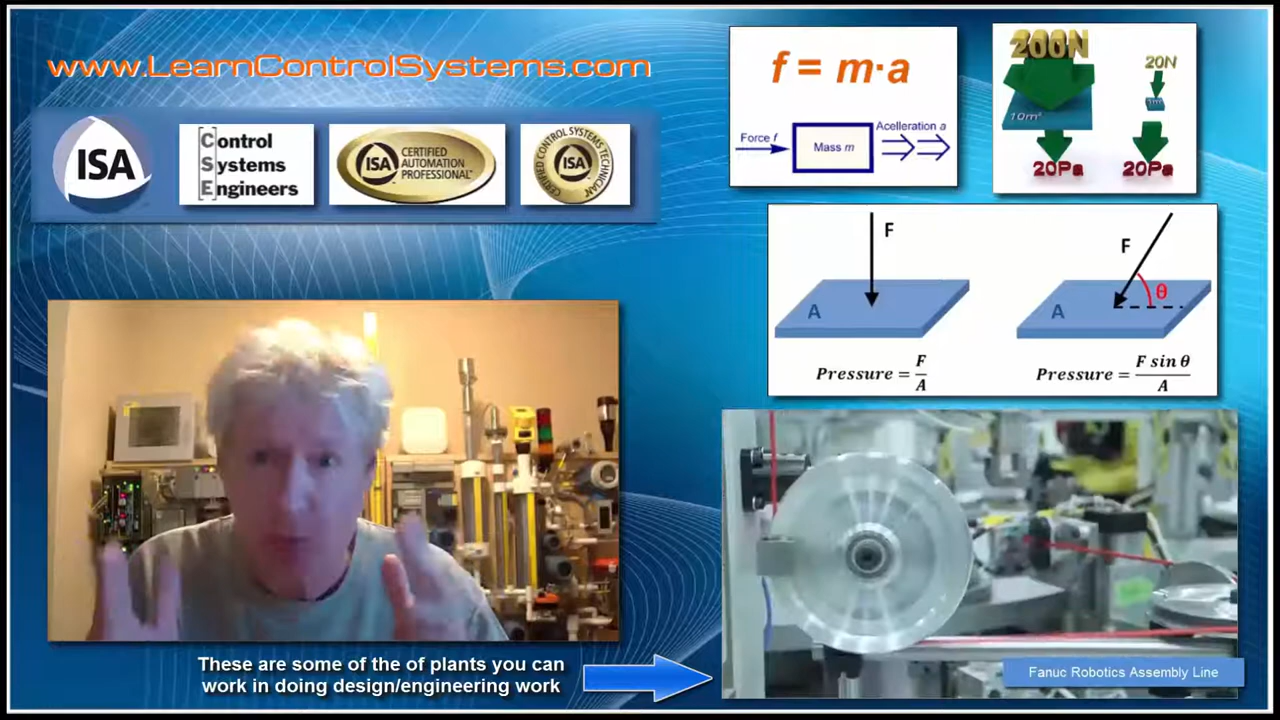 www.LearnControlSystems.com
ISA
Control
Systems
Engineers
ISA
CERTIFIED
AUTOMATION
PROFESSIONAL
CERTIFIED CONTROL SYSTEMS TECHNICIAN
ISA
f = m·a
Force f
Mass m
Acelleration a
200N
10m²
20Pa
20N
20Pa
F
A
Pressure = F/A
F
θ
A
Pressure = F sin θ/A
These are some of the of plants you can
work in doing design/engineering work
Fanuc Robotics Assembly Line